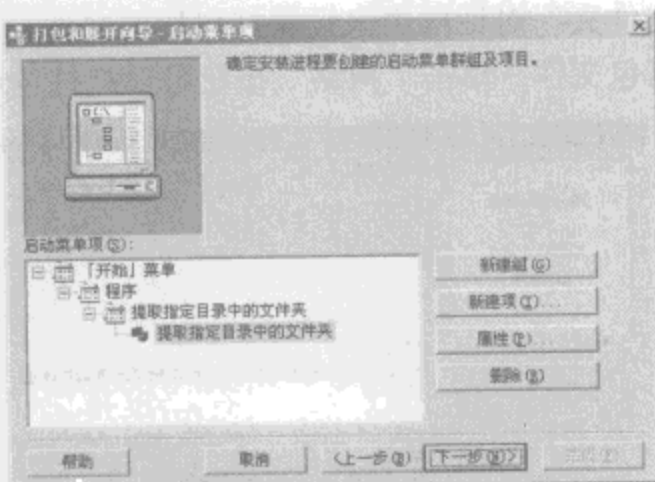 打包和展开向导 - 启动菜单项
确定安装进程要创建的启动菜单群组及项目。
启动菜单项(S):
「开始」菜单
程序
提取指定目录中的文件夹
提取指定目录中的文件夹
新建组(G)
新建项(I)...
属性(P)...
删除(R)
帮助
取消
<上一步(B)
下一步(N)>